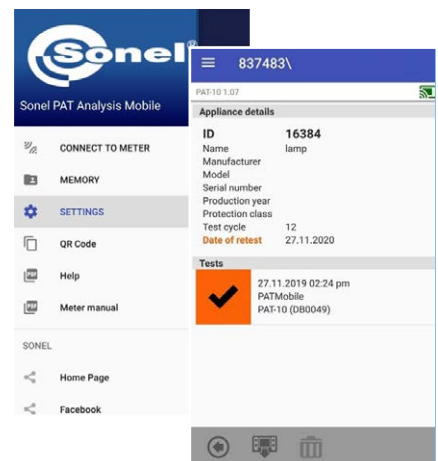 Sonel®
Sonel PAT Analysis Mobile
CONNECT TO METER
MEMORY
SETTINGS
QR Code
Help
Meter manual
SONEL
Home Page
Facebook
837483\
PAT-10 1.07
Appliance details
ID 16384
Name lamp
Manufacturer
Model
Serial number
Production year
Protection class
Test cycle 12
Date of retest 27.11.2020
Tests
27.11.2019 02:24 pm
PATMobile
PAT-10 (DB0049)